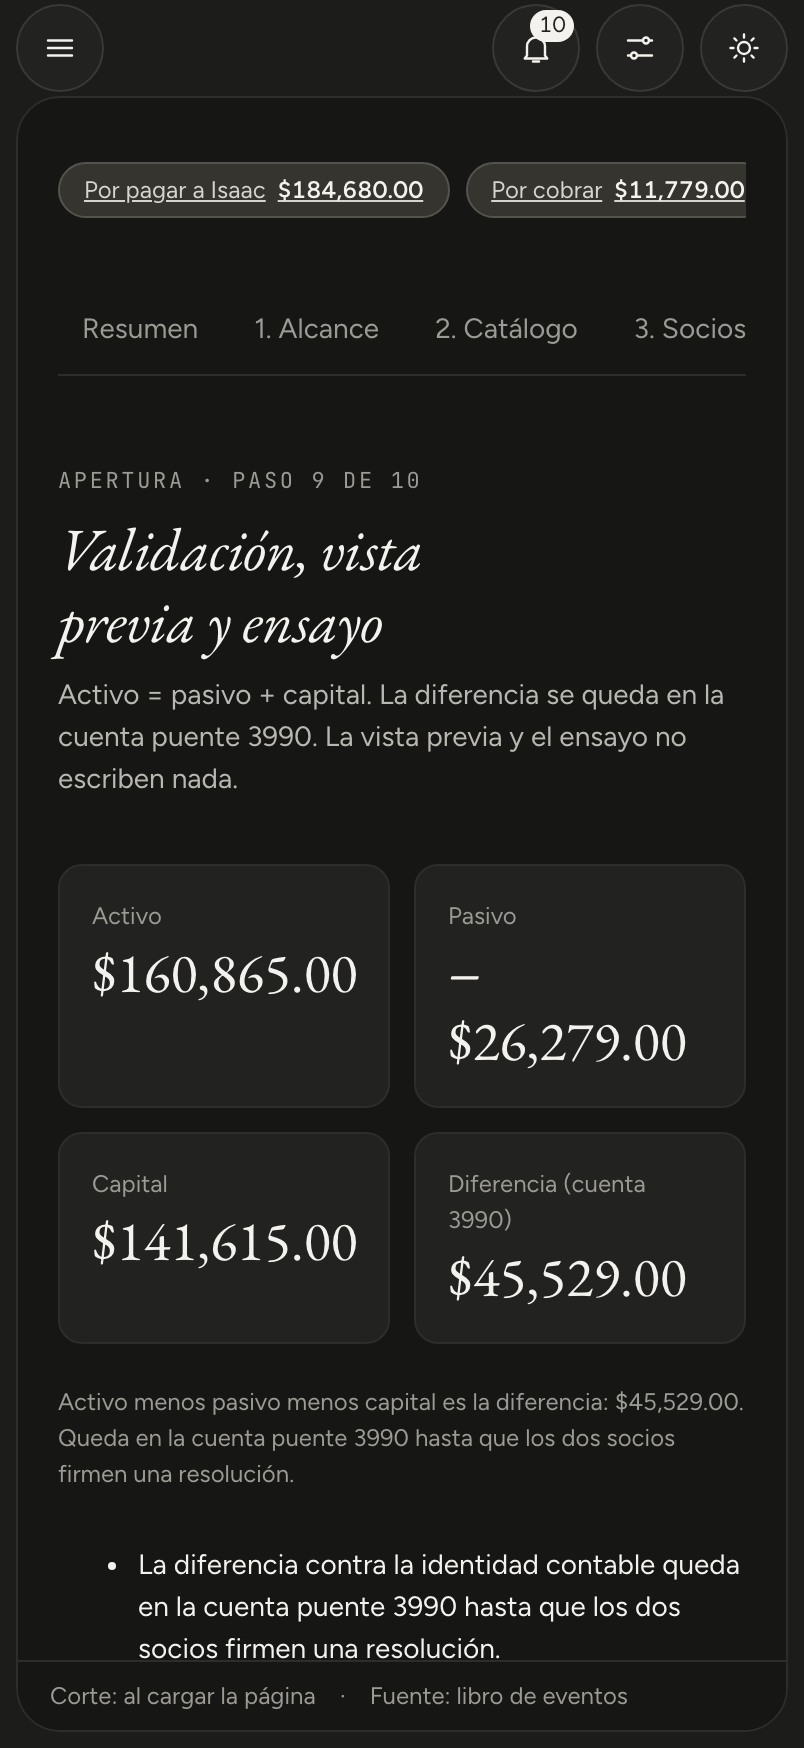 10
Por pagar a Isaac $184,680.00
Por cobrar $11,779.00
Resumen
1. Alcance
2. Catálogo
3. Socios
APERTURA · PASO 9 DE 10
Validación, vista
previa y ensayo
Activo = pasivo + capital. La diferencia se queda en la
cuenta puente 3990. La vista previa y el ensayo no
escriben nada.
Activo
$160,865.00
Pasivo
–
$26,279.00
Capital
$141,615.00
Diferencia (cuenta
3990)
$45,529.00
Activo menos pasivo menos capital es la diferencia: $45,529.00.
Queda en la cuenta puente 3990 hasta que los dos socios
firmen una resolución.
• La diferencia contra la identidad contable queda
en la cuenta puente 3990 hasta que los dos
socios firmen una resolución.
Corte: al cargar la página · Fuente: libro de eventos